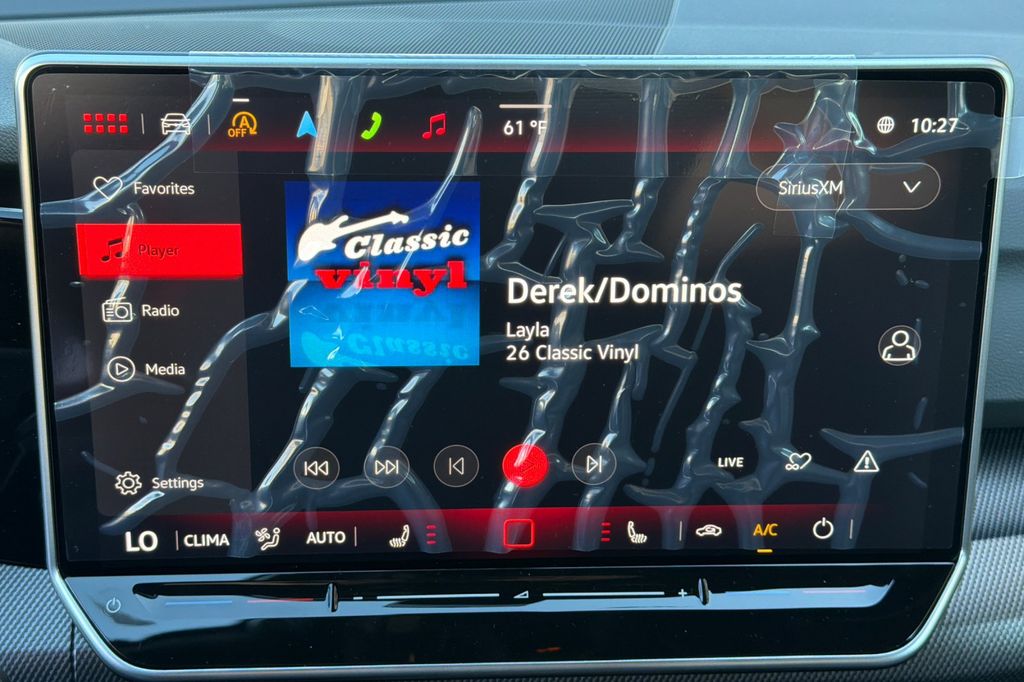 OFF
61 °F
10:27
Favorites
SiriusXM
Player
Classic
vinyl
Radio
Derek/Dominos
Layla
26 Classic Vinyl
Media
LIVE
Settings
LO
CLIMA
AUTO
A/C
- +